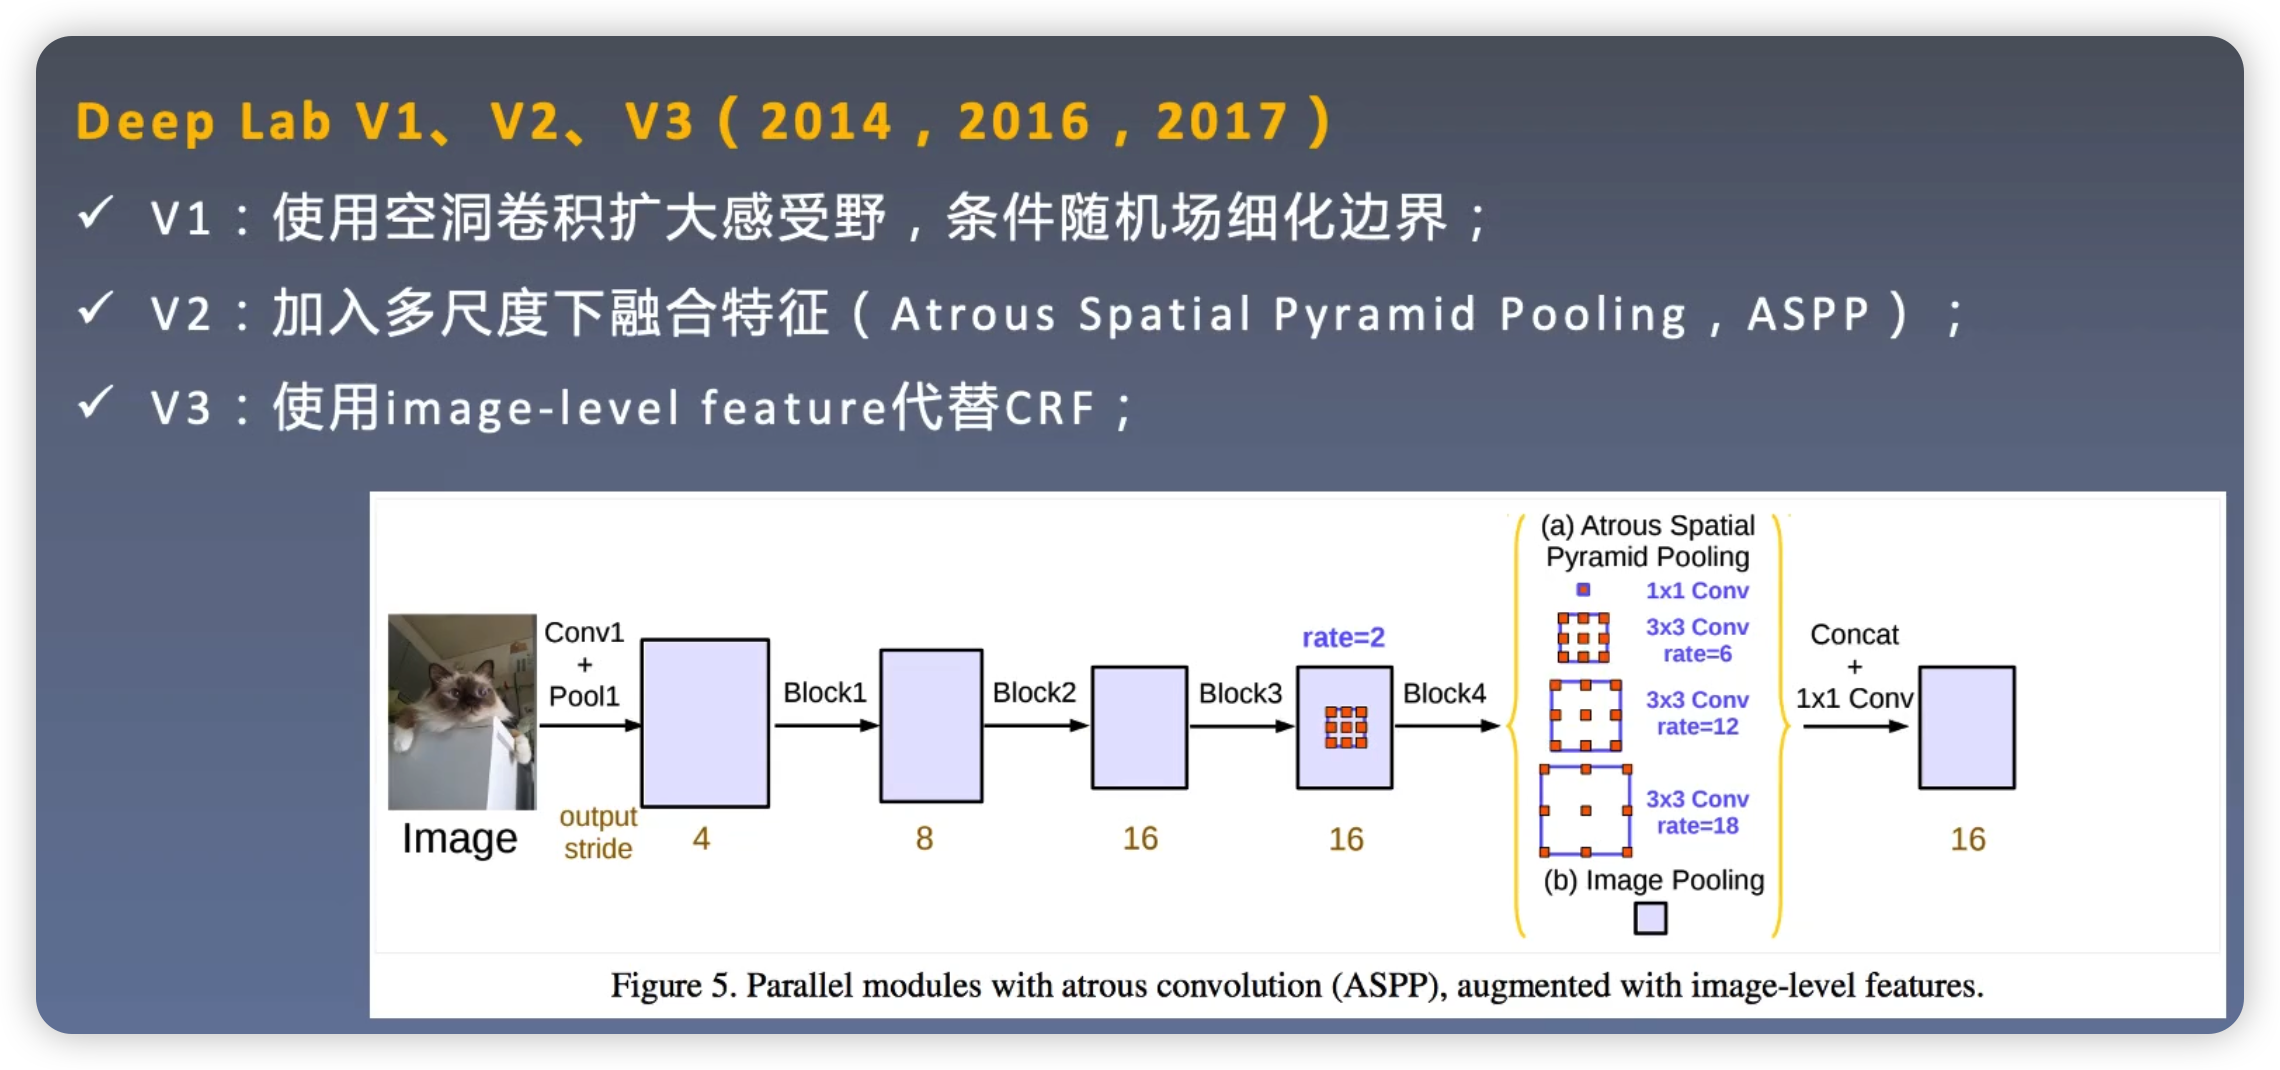 Deep Lab V1、V2、V3（2014，2016，2017）
✓ V1：使用空洞卷积扩大感受野，条件随机场细化边界；
✓ V2：加入多尺度下融合特征（Atrous Spatial Pyramid Pooling，ASPP）；
✓ V3：使用image-level feature代替CRF；
Image
Conv1
+
Pool1
output
stride
4
Block1
8
Block2
16
Block3
rate=2
16
Block4
(a) Atrous Spatial
Pyramid Pooling
1x1 Conv
3x3 Conv
rate=6
3x3 Conv
rate=12
3x3 Conv
rate=18
(b) Image Pooling
Concat
+
1x1 Conv
16
Figure 5. Parallel modules with atrous convolution (ASPP), augmented with image-level features.